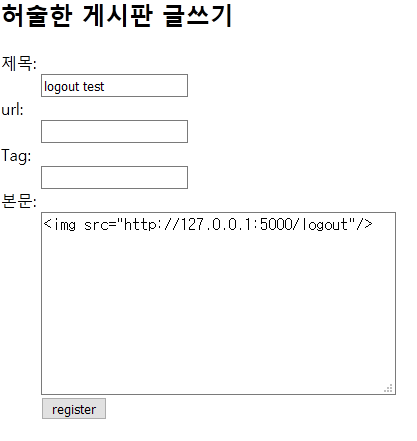 허술한 게시판 글쓰기
제목:
logout test
url:
Tag:
본문:
<img src="http://127.0.0.1:5000/logout"/>
register